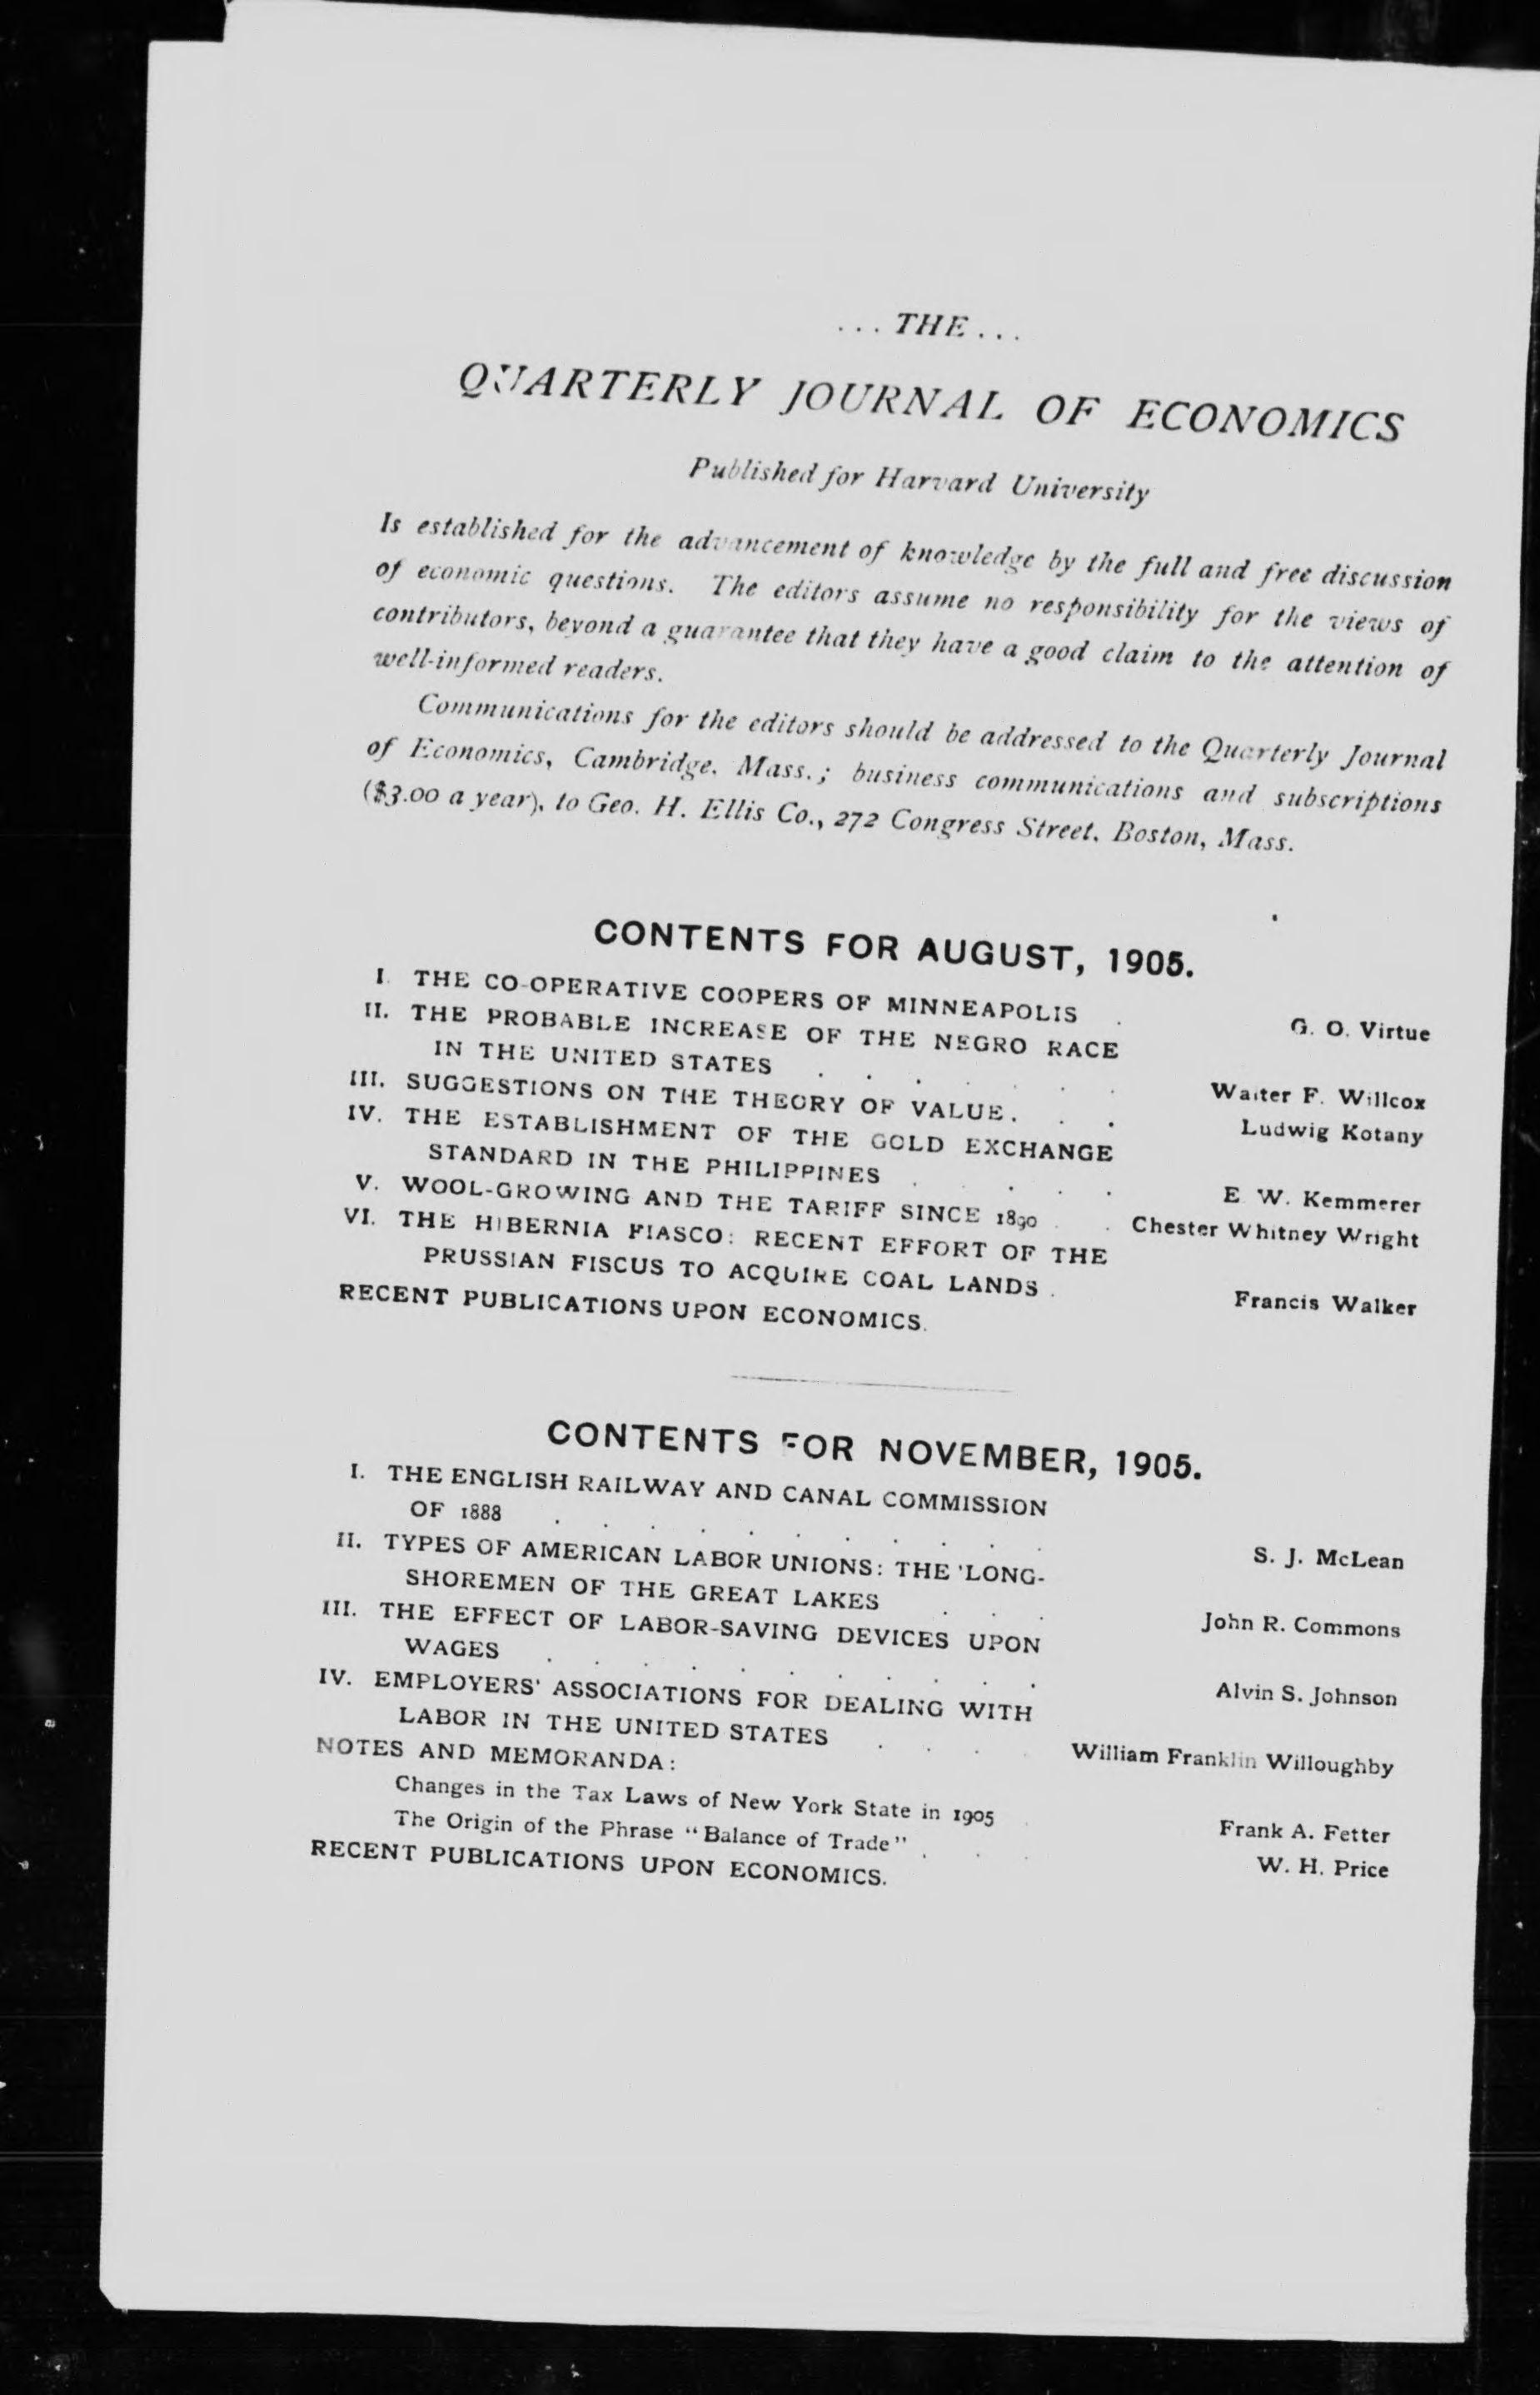 ... THE ...
QUARTERLY JOURNAL OF ECONOMICS
Published for Harvard University
Is established for the advancement of knowledge by the full and free discussion
of economic questions. The editors assume no responsibility for the views of
contributors, beyond a guarantee that they have a good claim to the attention of
well-informed readers.
Communications for the editors should be addressed to the Quarterly Journal
of Economics, Cambridge, Mass.; business communications and subscriptions
($3.00 a year), to Geo. H. Ellis Co., 272 Congress Street, Boston, Mass.
CONTENTS FOR AUGUST, 1905.
I. THE CO-OPERATIVE COOPERS OF MINNEAPOLIS . G. O. Virtue
II. THE PROBABLE INCREASE OF THE NEGRO RACE
IN THE UNITED STATES . . . . . . . Walter F. Willcox
III. SUGGESTIONS ON THE THEORY OF VALUE . . . Ludwig Kotany
IV. THE ESTABLISHMENT OF THE GOLD EXCHANGE
STANDARD IN THE PHILIPPINES . . . . . E. W. Kemmerer
V. WOOL-GROWING AND THE TARIFF SINCE 1890 . . Chester Whitney Wright
VI. THE HIBERNIA FIASCO: RECENT EFFORT OF THE
PRUSSIAN FISCUS TO ACQUIRE COAL LANDS . Francis Walker
RECENT PUBLICATIONS UPON ECONOMICS.
CONTENTS FOR NOVEMBER, 1905.
I. THE ENGLISH RAILWAY AND CANAL COMMISSION
OF 1888 . . . . . . . . . . . S. J. McLean
II. TYPES OF AMERICAN LABOR UNIONS: THE 'LONG-
SHOREMEN OF THE GREAT LAKES . . . John R. Commons
III. THE EFFECT OF LABOR-SAVING DEVICES UPON
WAGES . . . . . . . . . . . Alvin S. Johnson
IV. EMPLOYERS' ASSOCIATIONS FOR DEALING WITH
LABOR IN THE UNITED STATES . . . . William Franklin Willoughby
NOTES AND MEMORANDA:
Changes in the Tax Laws of New York State in 1905 . Frank A. Fetter
The Origin of the Phrase "Balance of Trade" . . . W. H. Price
RECENT PUBLICATIONS UPON ECONOMICS.